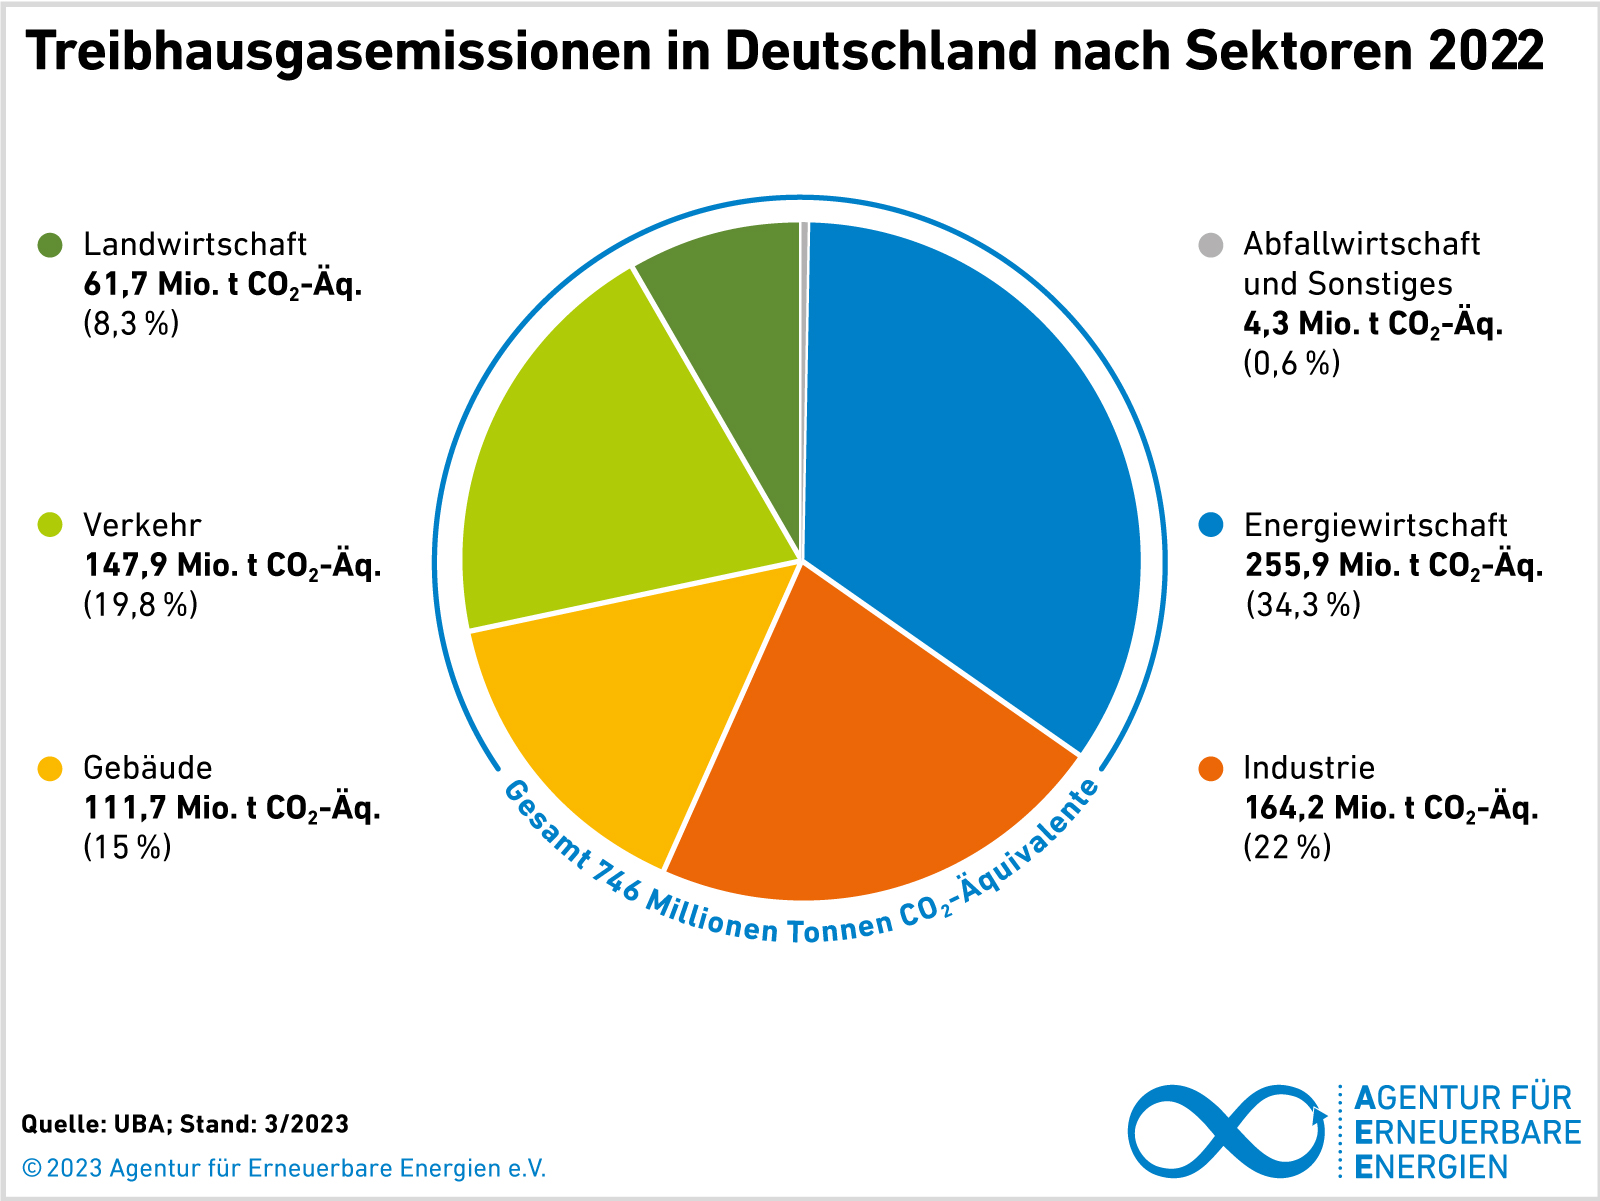 Treibhausgasemissionen in Deutschland nach Sektoren 2022
Landwirtschaft
61,7 Mio. t CO₂-Äq.
(8,3 %)
Verkehr
147,9 Mio. t CO₂-Äq.
(19,8 %)
Gebäude
111,7 Mio. t CO₂-Äq.
(15 %)
Abfallwirtschaft
und Sonstiges
4,3 Mio. t CO₂-Äq.
(0,6 %)
Energiewirtschaft
255,9 Mio. t CO₂-Äq.
(34,3 %)
Industrie
164,2 Mio. t CO₂-Äq.
(22 %)
Gesamt 746 Millionen Tonnen CO₂-Äquivalente
Quelle: UBA; Stand: 3/2023
© 2023 Agentur für Erneuerbare Energien e.V.
AGENTUR FÜR
ERNEUERBARE
ENERGIEN